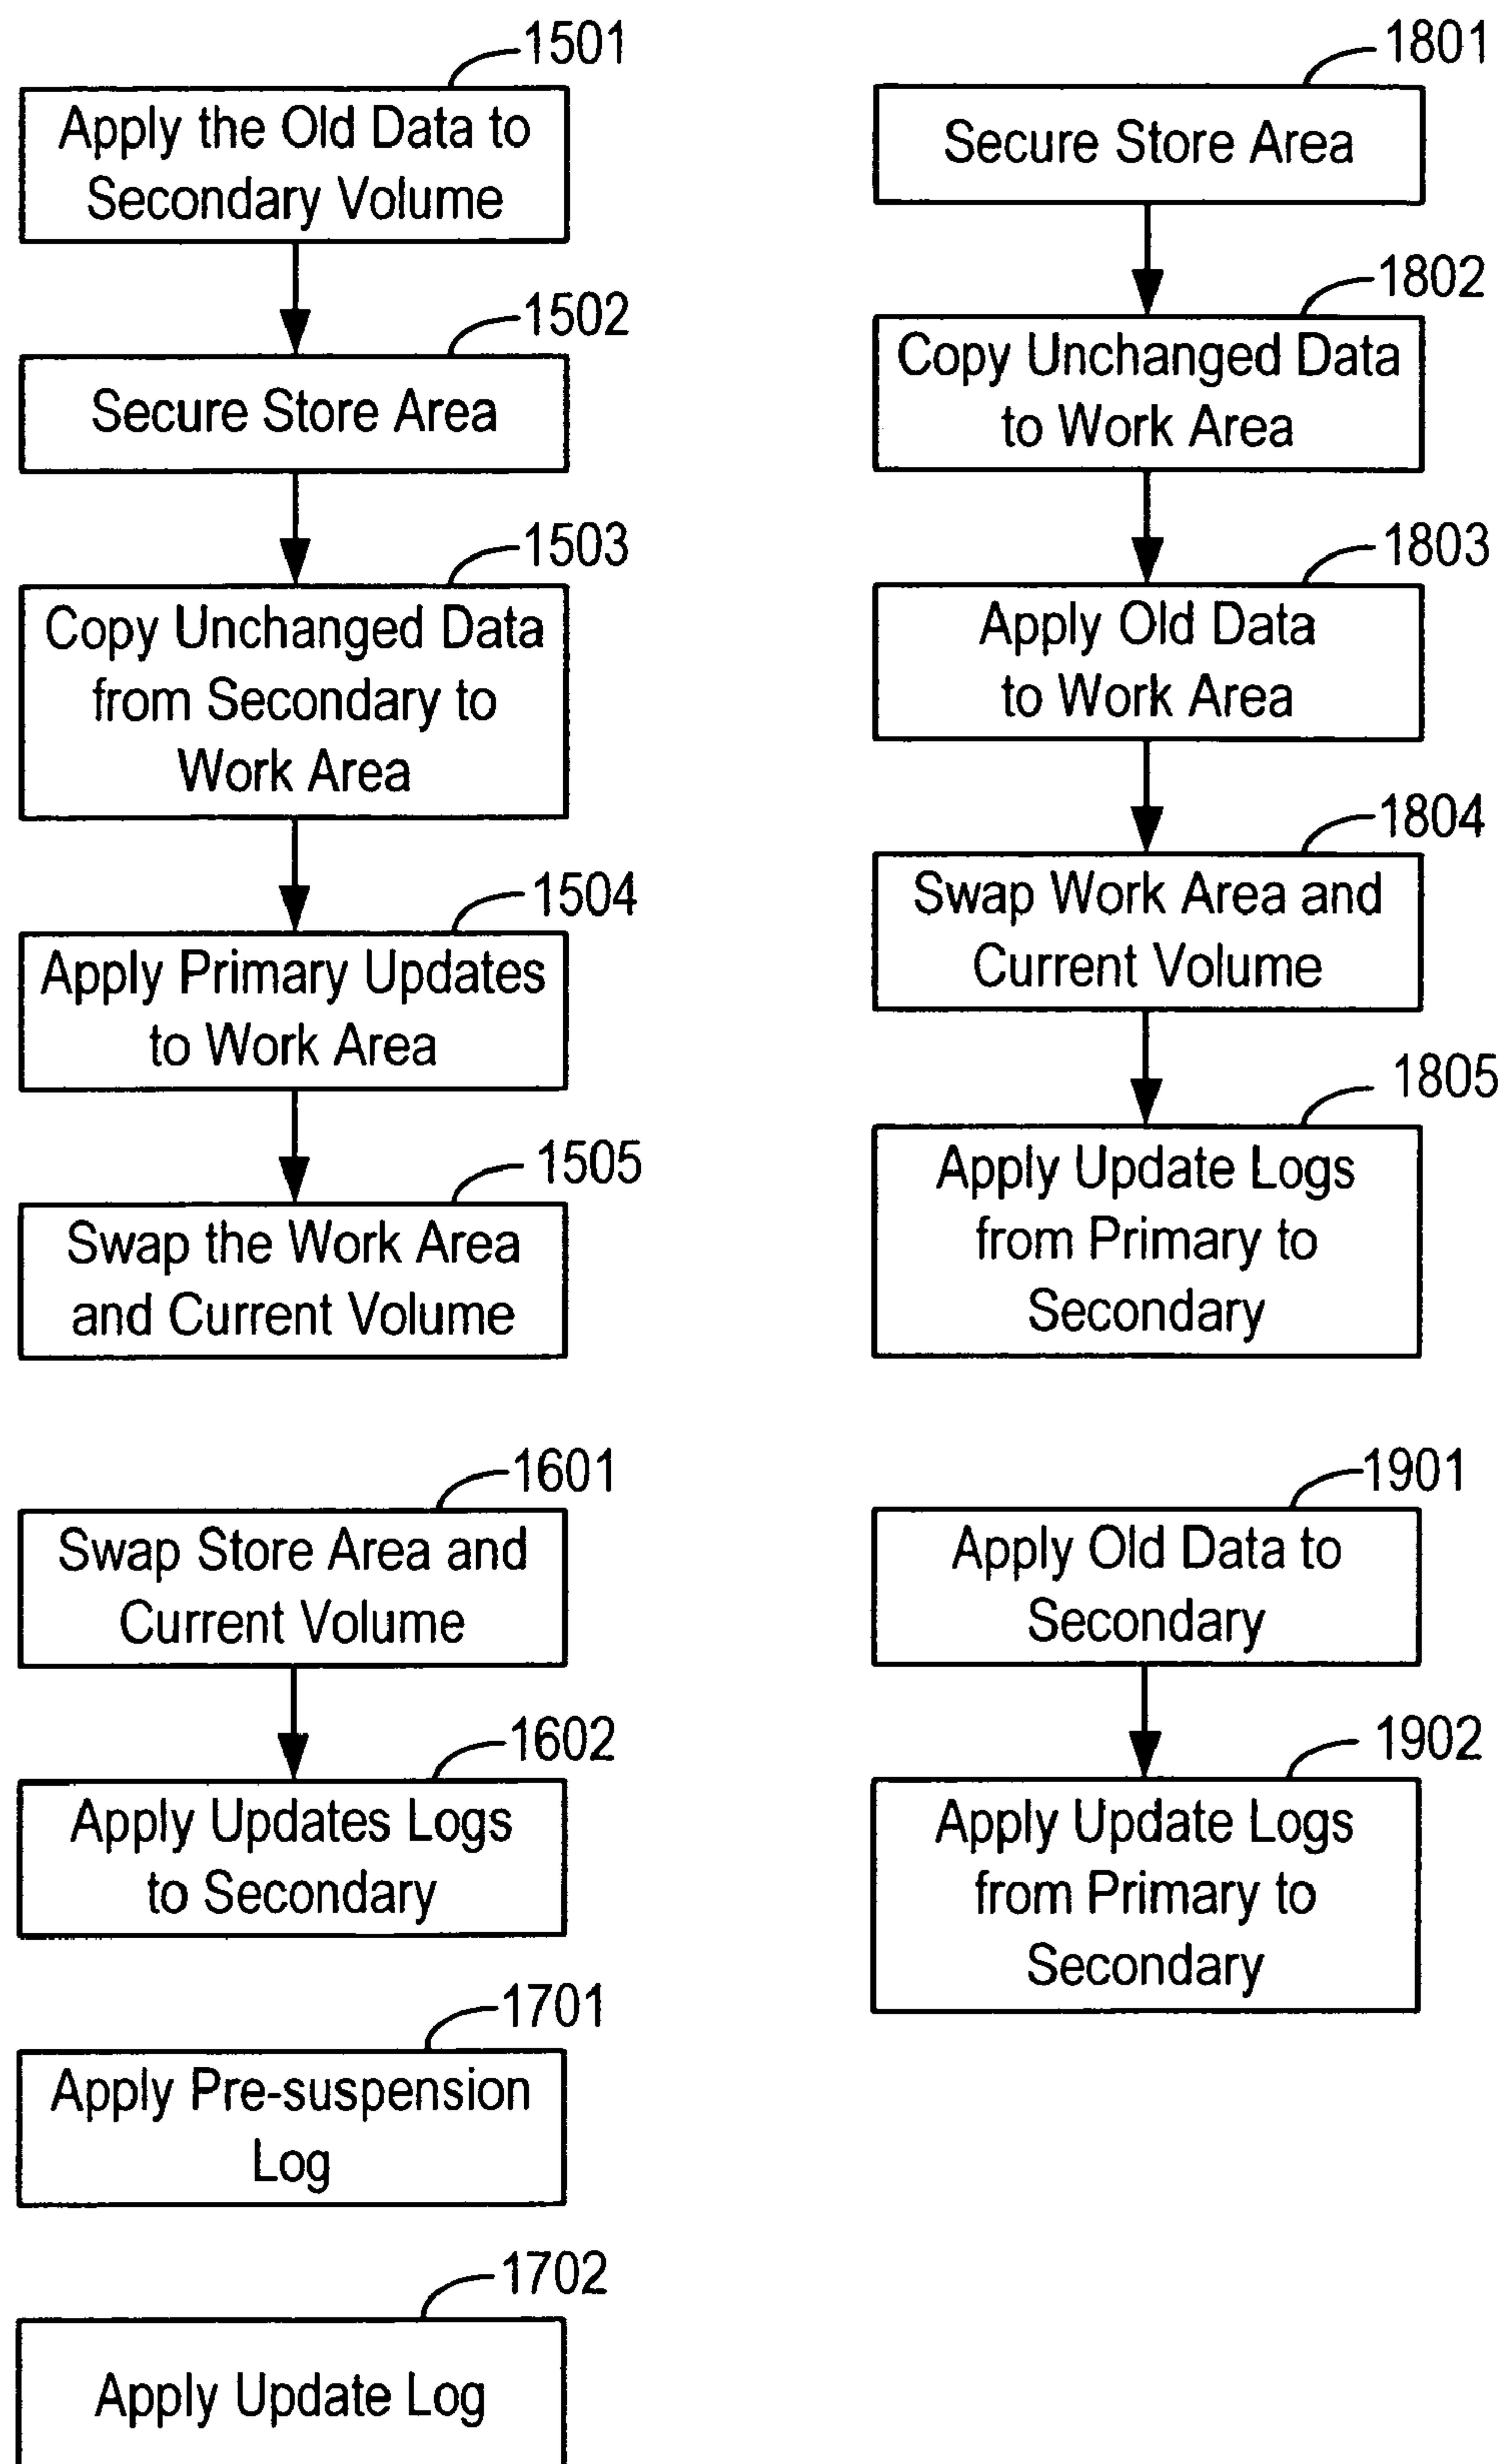 1501
Apply the Old Data to
Secondary Volume
1502
Secure Store Area
1503
Copy Unchanged Data
from Secondary to
Work Area
1504
Apply Primary Updates
to Work Area
1505
Swap the Work Area
and Current Volume
1601
Swap Store Area and
Current Volume
1602
Apply Updates Logs
to Secondary
1701
Apply Pre-suspension
Log
1702
Apply Update Log
1801
Secure Store Area
1802
Copy Unchanged Data
to Work Area
1803
Apply Old Data
to Work Area
1804
Swap Work Area and
Current Volume
1805
Apply Update Logs
from Primary to
Secondary
1901
Apply Old Data to
Secondary
1902
Apply Update Logs
from Primary to
Secondary